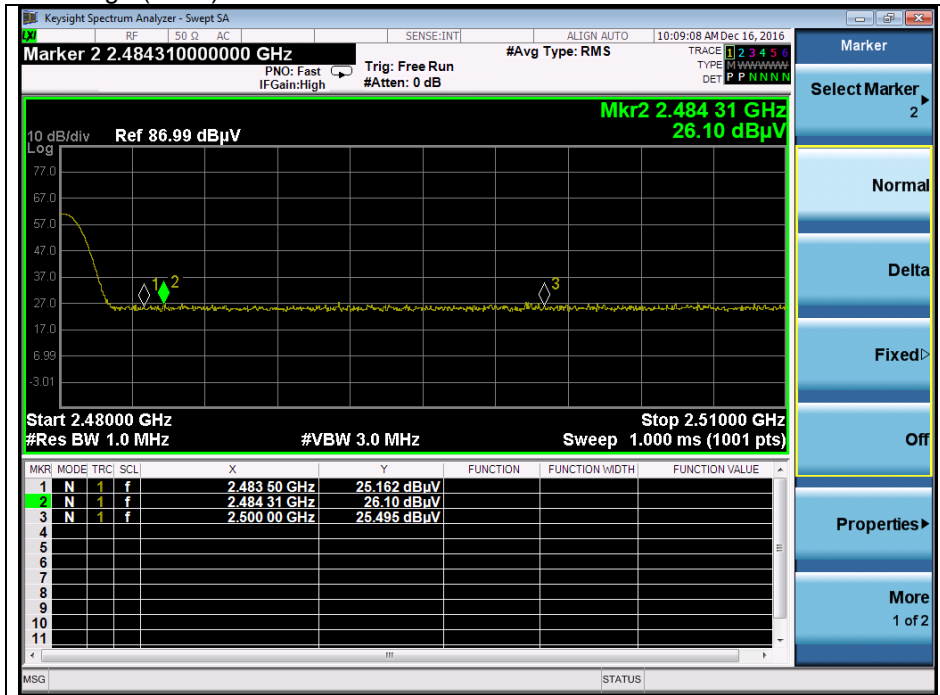 Keysight Spectrum Analyzer - Swept SA
LXI RF 50 Ω AC SENSE:INT ALIGN AUTO 10:09:08 AM Dec 16, 2016
Marker 2 2.484310000000 GHz
#Avg Type: RMS
TRACE 1 2 3 4 5 6
PNO: Fast
Trig: Free Run
TYPE M WWWWW
IFGain:High
#Atten: 0 dB
DET P P N N N N
Mkr2 2.484 31 GHz
26.10 dBµV
10 dB/div Ref 86.99 dBµV
Log
77.0
67.0
57.0
47.0
37.0
27.0
17.0
6.99
-3.01
1 2 3
Start 2.48000 GHz Stop 2.51000 GHz
#Res BW 1.0 MHz #VBW 3.0 MHz Sweep 1.000 ms (1001 pts)
MKR MODE TRC SCL X Y FUNCTION FUNCTION WIDTH FUNCTION VALUE
1 N 1 f 2.483 50 GHz 25.162 dBµV
2 N 1 f 2.484 31 GHz 26.10 dBµV
3 N 1 f 2.500 00 GHz 25.495 dBµV
4
5
6
7
8
9
10
11
MSG STATUS
Marker
Select Marker
2
Normal
Delta
Fixed
Off
Properties
More
1 of 2